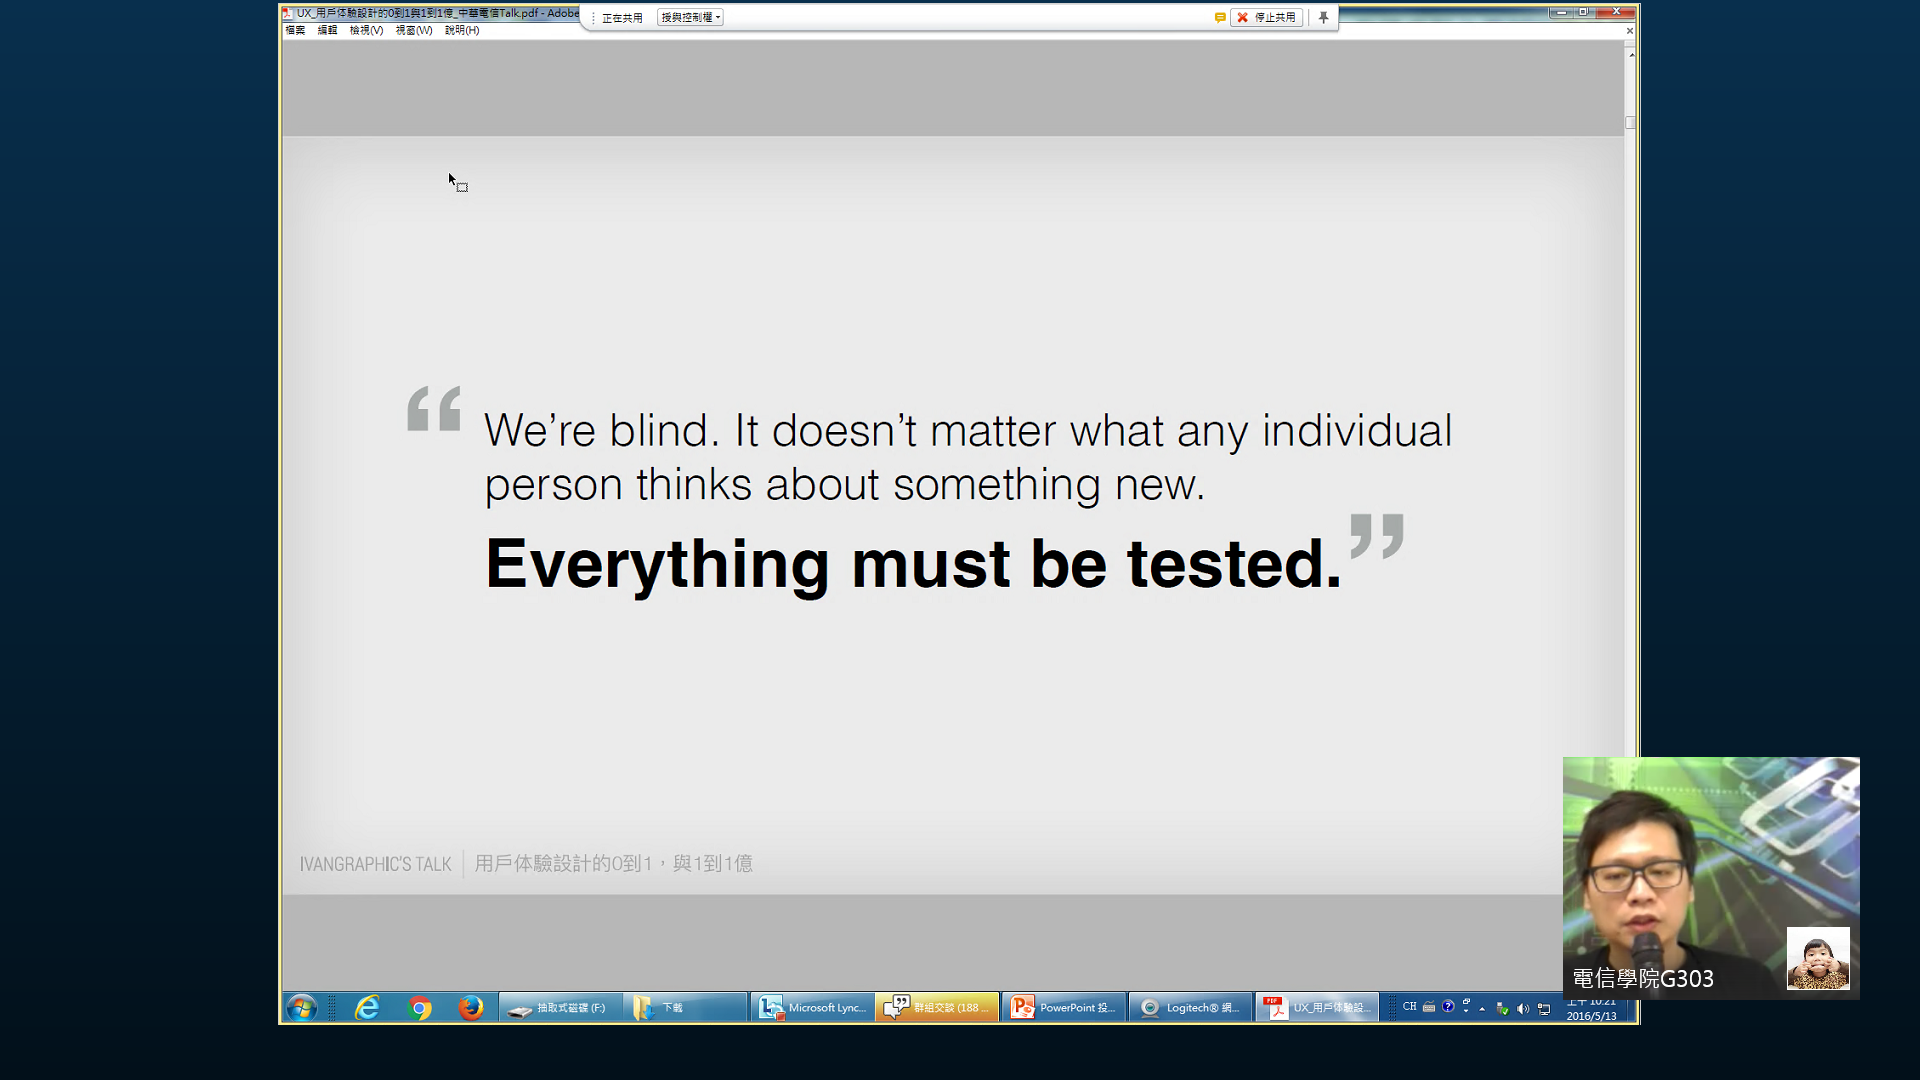 UX_用戶体驗設計的0到1與1到1億_中華電信Talk.pdf - Adobe
正在共用
授與控制權
停止共用
檔案 編輯 檢視(V) 視窗(W) 說明(H)
“We’re blind. It doesn’t matter what any individual
person thinks about something new.
Everything must be tested.”
IVANGRAPHIC'S TALK | 用戶体驗設計的0到1，與1到1億
電信學院G303
抽取式磁碟 (F:)
下載
Microsoft Lync...
群組交談 (188 ...
PowerPoint 投...
Logitech® 網...
UX_用戶体驗設...
CH
上午 10:21
2016/5/13